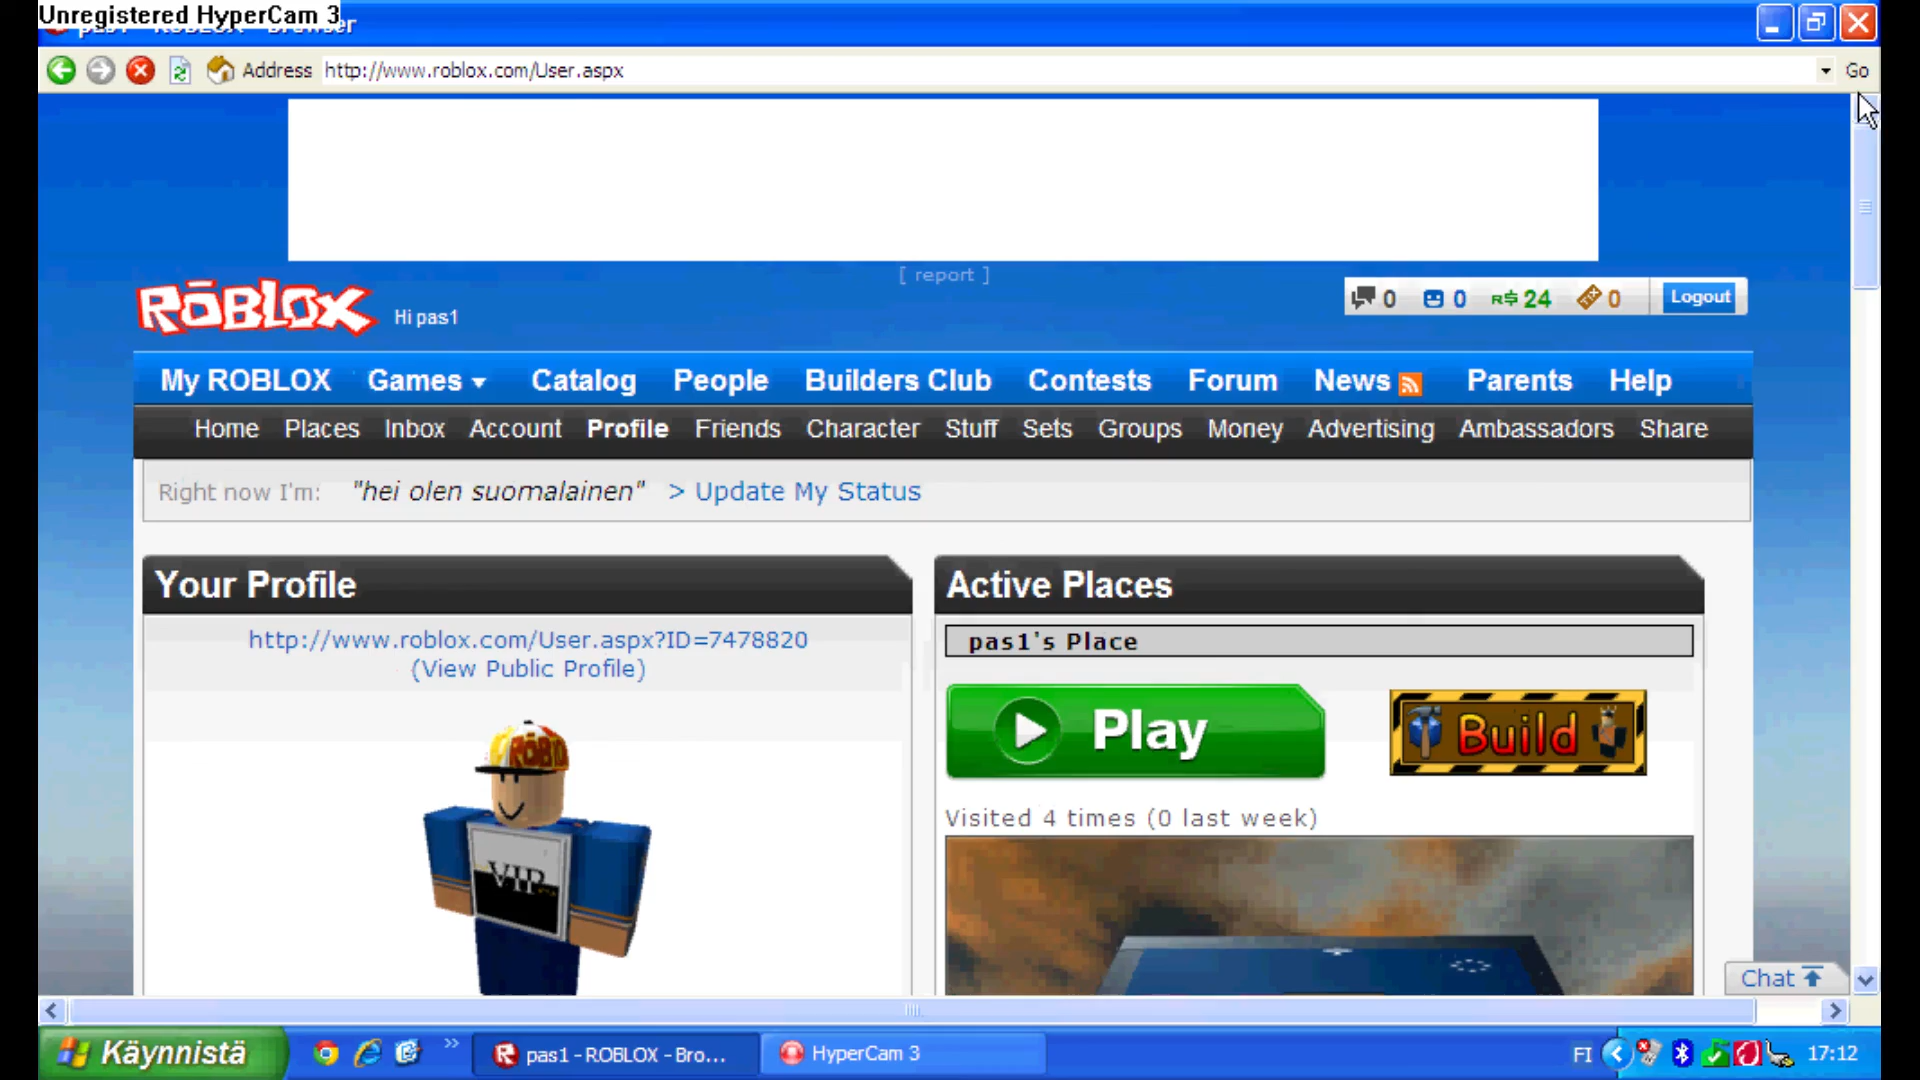 Unregistered HyperCam 3
pas1 - ROBLOX - Browser
Address http://www.roblox.com/User.aspx Go
[ report ]
ROBLOX Hi pas1 0 0 R$ 24 0 Logout
My ROBLOX Games Catalog People Builders Club Contests Forum News Parents Help
Home Places Inbox Account Profile Friends Character Stuff Sets Groups Money Advertising Ambassadors Share
Right now I'm: "hei olen suomalainen" > Update My Status
Your Profile
http://www.roblox.com/User.aspx?ID=7478820
(View Public Profile)
ROBLO
VIP
Active Places
pas1's Place
Play Build
Visited 4 times (0 last week)
Chat
Käynnistä pas1 - ROBLOX - Bro... HyperCam 3 FI 17:12